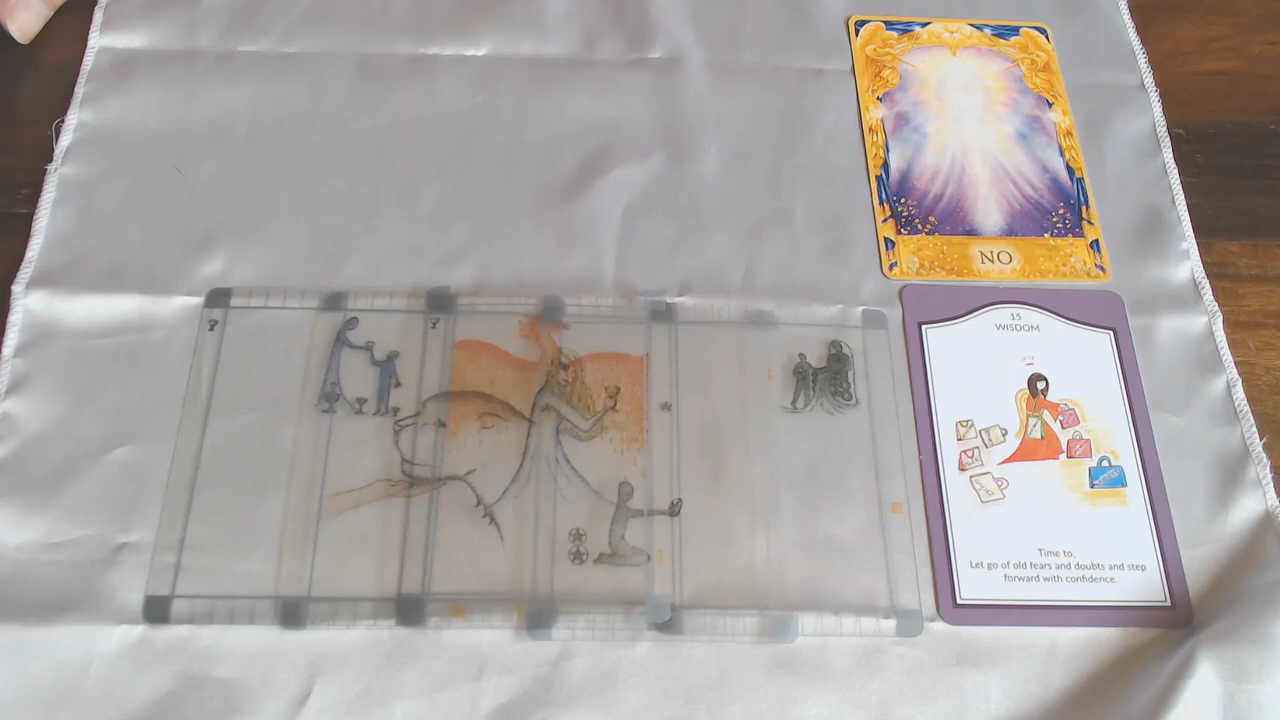 NO
15
WISDOM
Time to;
Let go of old fears and doubts and step
forward with confidence.